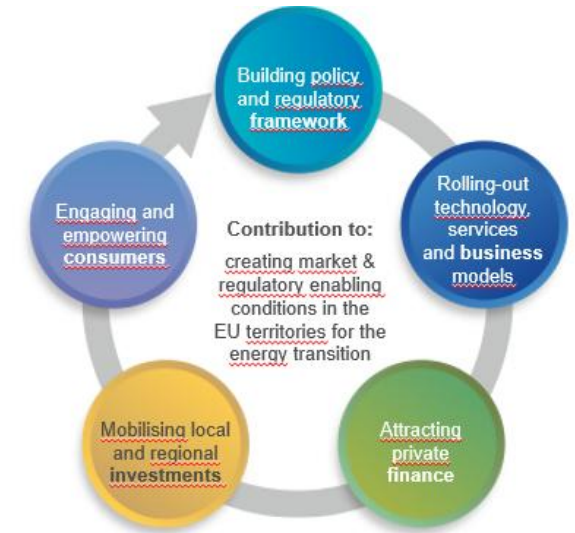 Building policy
and regulatory
framework
Rolling-out
technology,
services
and business
models
Attracting
private
finance
Mobilising local
and regional
investments
Engaging and
empowering
consumers
Contribution to:
creating market &
regulatory enabling
conditions in the
EU territories for the
energy transition